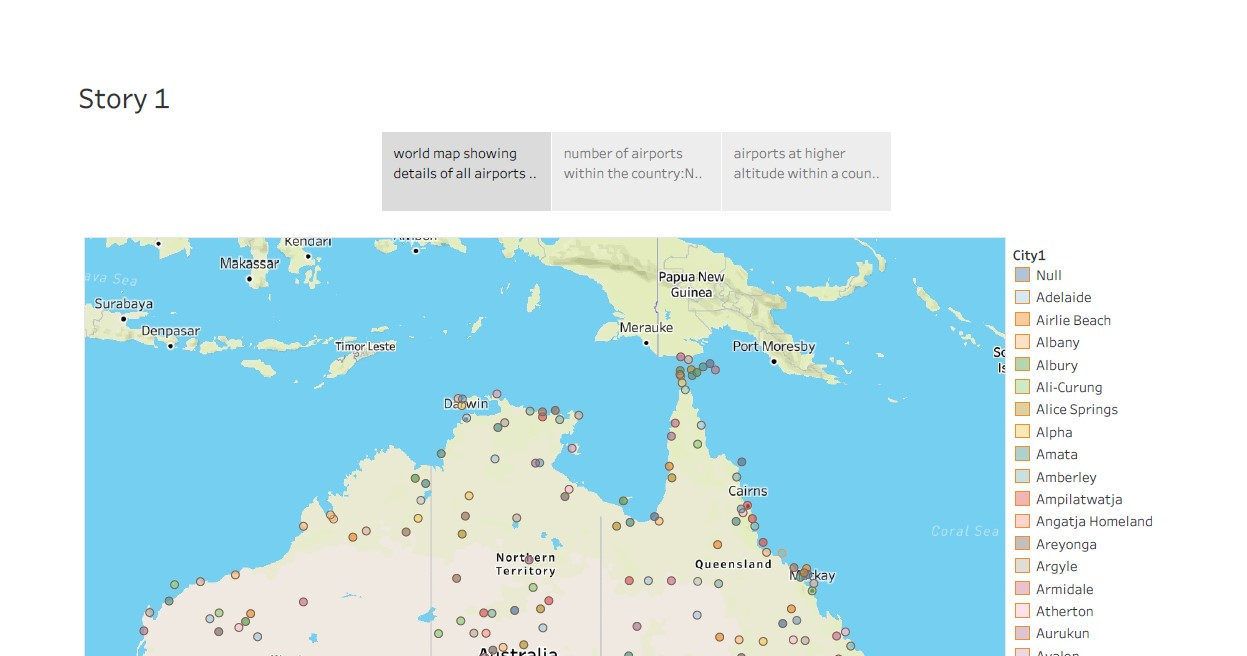 Story 1
world map showing
details of all airports ..
number of airports
within the country:N..
airports at higher
altitude within a coun..
Kendari
Makassar
Surabaya
Denpasar
Timor Leste
Papua New
Guinea
Merauke
Port Moresby
Darwin
Cairns
Coral Sea
Northern
Territory
Queensland
Mackay
Australia
City1
Null
Adelaide
Airlie Beach
Albany
Albury
Ali-Curung
Alice Springs
Alpha
Amata
Amberley
Ampilatwatja
Angatja Homeland
Areyonga
Argyle
Armidale
Atherton
Aurukun
Avalon